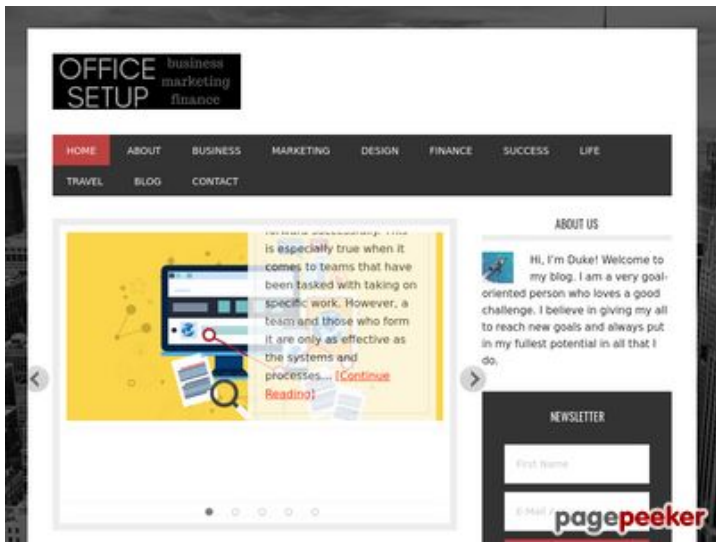 OFFICE
SETUP
business
marketing
finance
HOME ABOUT BUSINESS MARKETING DESIGN FINANCE SUCCESS LIFE
TRAVEL BLOG CONTACT
forward successfully. This
is especially true when it
comes to teams that have
been tasked with taking on
specific work. However, a
team and those who form
it are only as effective as
the systems and
processes... [Continue
Reading]
ABOUT US
Hi, I'm Duke! Welcome to
my blog. I am a very goal-
oriented person who loves a good
challenge. I believe in giving my all
to reach new goals and always put
in my fullest potential in all that I
do.
NEWSLETTER
First Name
E-Mail
pagepeeker